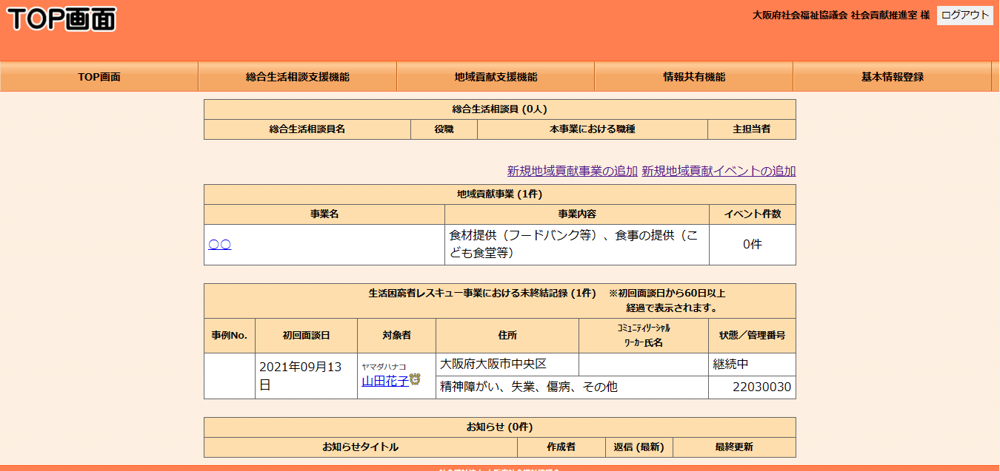 TOP画面
大阪府社会福祉協議会 社会貢献推進室 様 ログアウト
TOP画面 総合生活相談支援機能 地域貢献支援機能 情報共有機能 基本情報登録
総合生活相談員 (0人)
総合生活相談員名 役職 本事業における職種 主担当者
新規地域貢献事業の追加 新規地域貢献イベントの追加
地域貢献事業 (1件)
事業名 事業内容 イベント件数
〇〇 食材提供（フードバンク等）、食事の提供（こ
ども食堂等） 0件
生活困窮者レスキュー事業における未終結記録 (1件) ※初回面談日から60日以上
経過で表示されます。
事例No. 初回面談日 対象者 住所 ｺﾐｭﾆﾃｨｿｰｼｬﾙ
ﾜｰｶｰ氏名 状態／管理番号
2021年09月13
日 ヤマダハナコ
山田花子 大阪府大阪市中央区 継続中
精神障がい、失業、傷病、その他 22030030
お知らせ (0件)
お知らせタイトル 作成者 返信 (最新) 最終更新